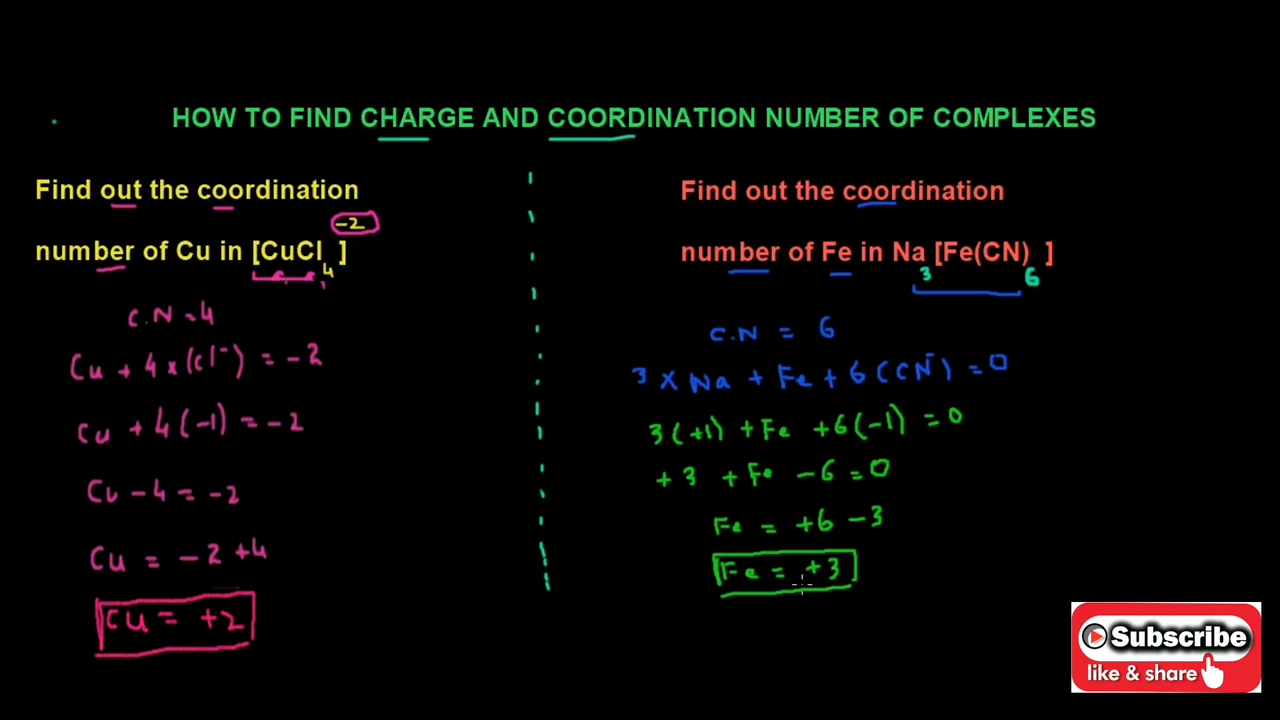 HOW TO FIND CHARGE AND COORDINATION NUMBER OF COMPLEXES
Find out the coordination
number of Cu in [CuCl₄]⁻²
C.N = 4
Cu + 4 × (Cl⁻) = -2
Cu + 4(-1) = -2
Cu - 4 = -2
Cu = -2 + 4
Cu = +2
Find out the coordination
number of Fe in Na₃[Fe(CN)₆]
C.N = 6
3 × Na + Fe + 6(CN⁻) = 0
3(+1) + Fe + 6(-1) = 0
+3 + Fe - 6 = 0
Fe = +6 - 3
Fe = +3
Subscribe
like & share